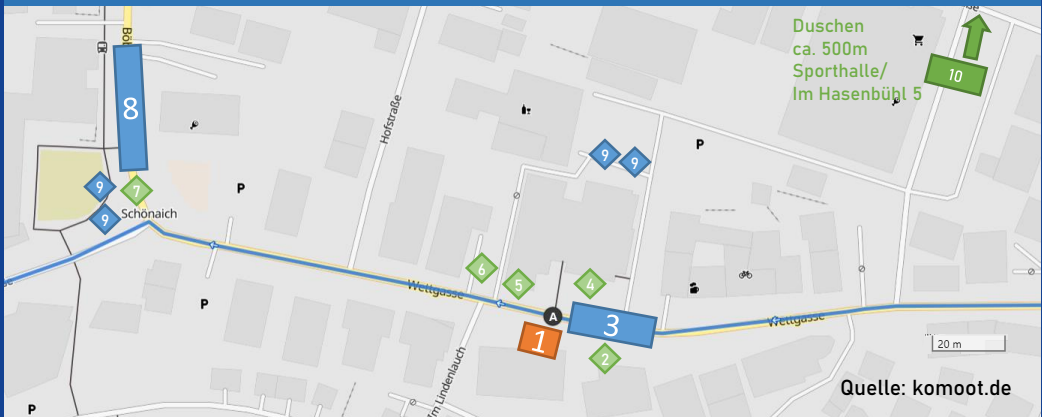 Böl
8
Hofstraße
Duschen
ca. 500m
Sporthalle/
Im Hasenbühl 5
10
P
9
9
9
7
P
9
Schönaich
6
5
4
Wettgasse
A
3
Wettgasse
1
2
P
20 m
Im Lindenlauch
Quelle: komoot.de
P